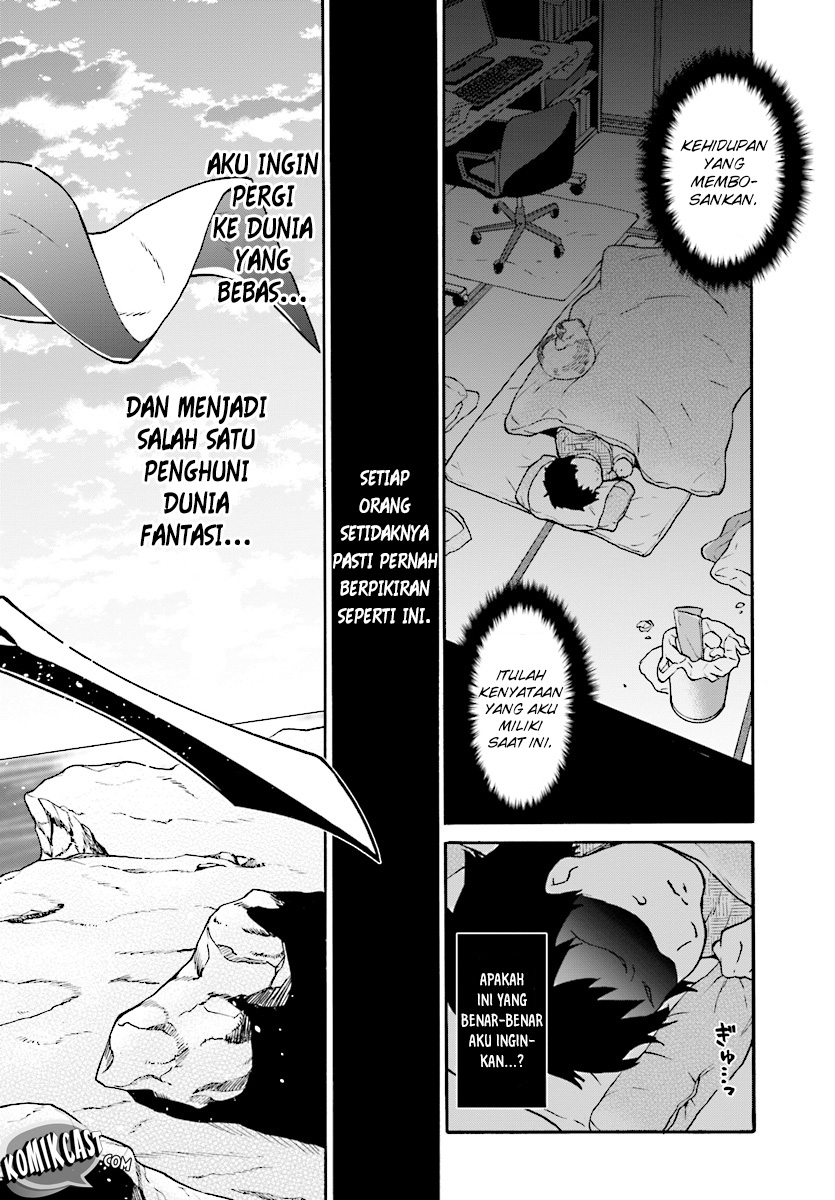 KEHIDUPAN
YANG
MEMBO-
SANKAN.
ITULAH
KENYATAAN
YANG AKU
MILIKI
SAAT INI.
APAKAH
INI YANG
BENAR-BENAR
AKU INGIN-
KAN...?
ぎゅ...っ
SETIAP
ORANG
SETIDAKNYA
PASTI PERNAH
BERPIKIRAN
SEPERTI INI.
AKU INGIN
PERGI
KE DUNIA
YANG
BEBAS...
DAN MENJADI
SALAH SATU
PENGHUNI
DUNIA
FANTASI...
KOMIKCAST
.COM